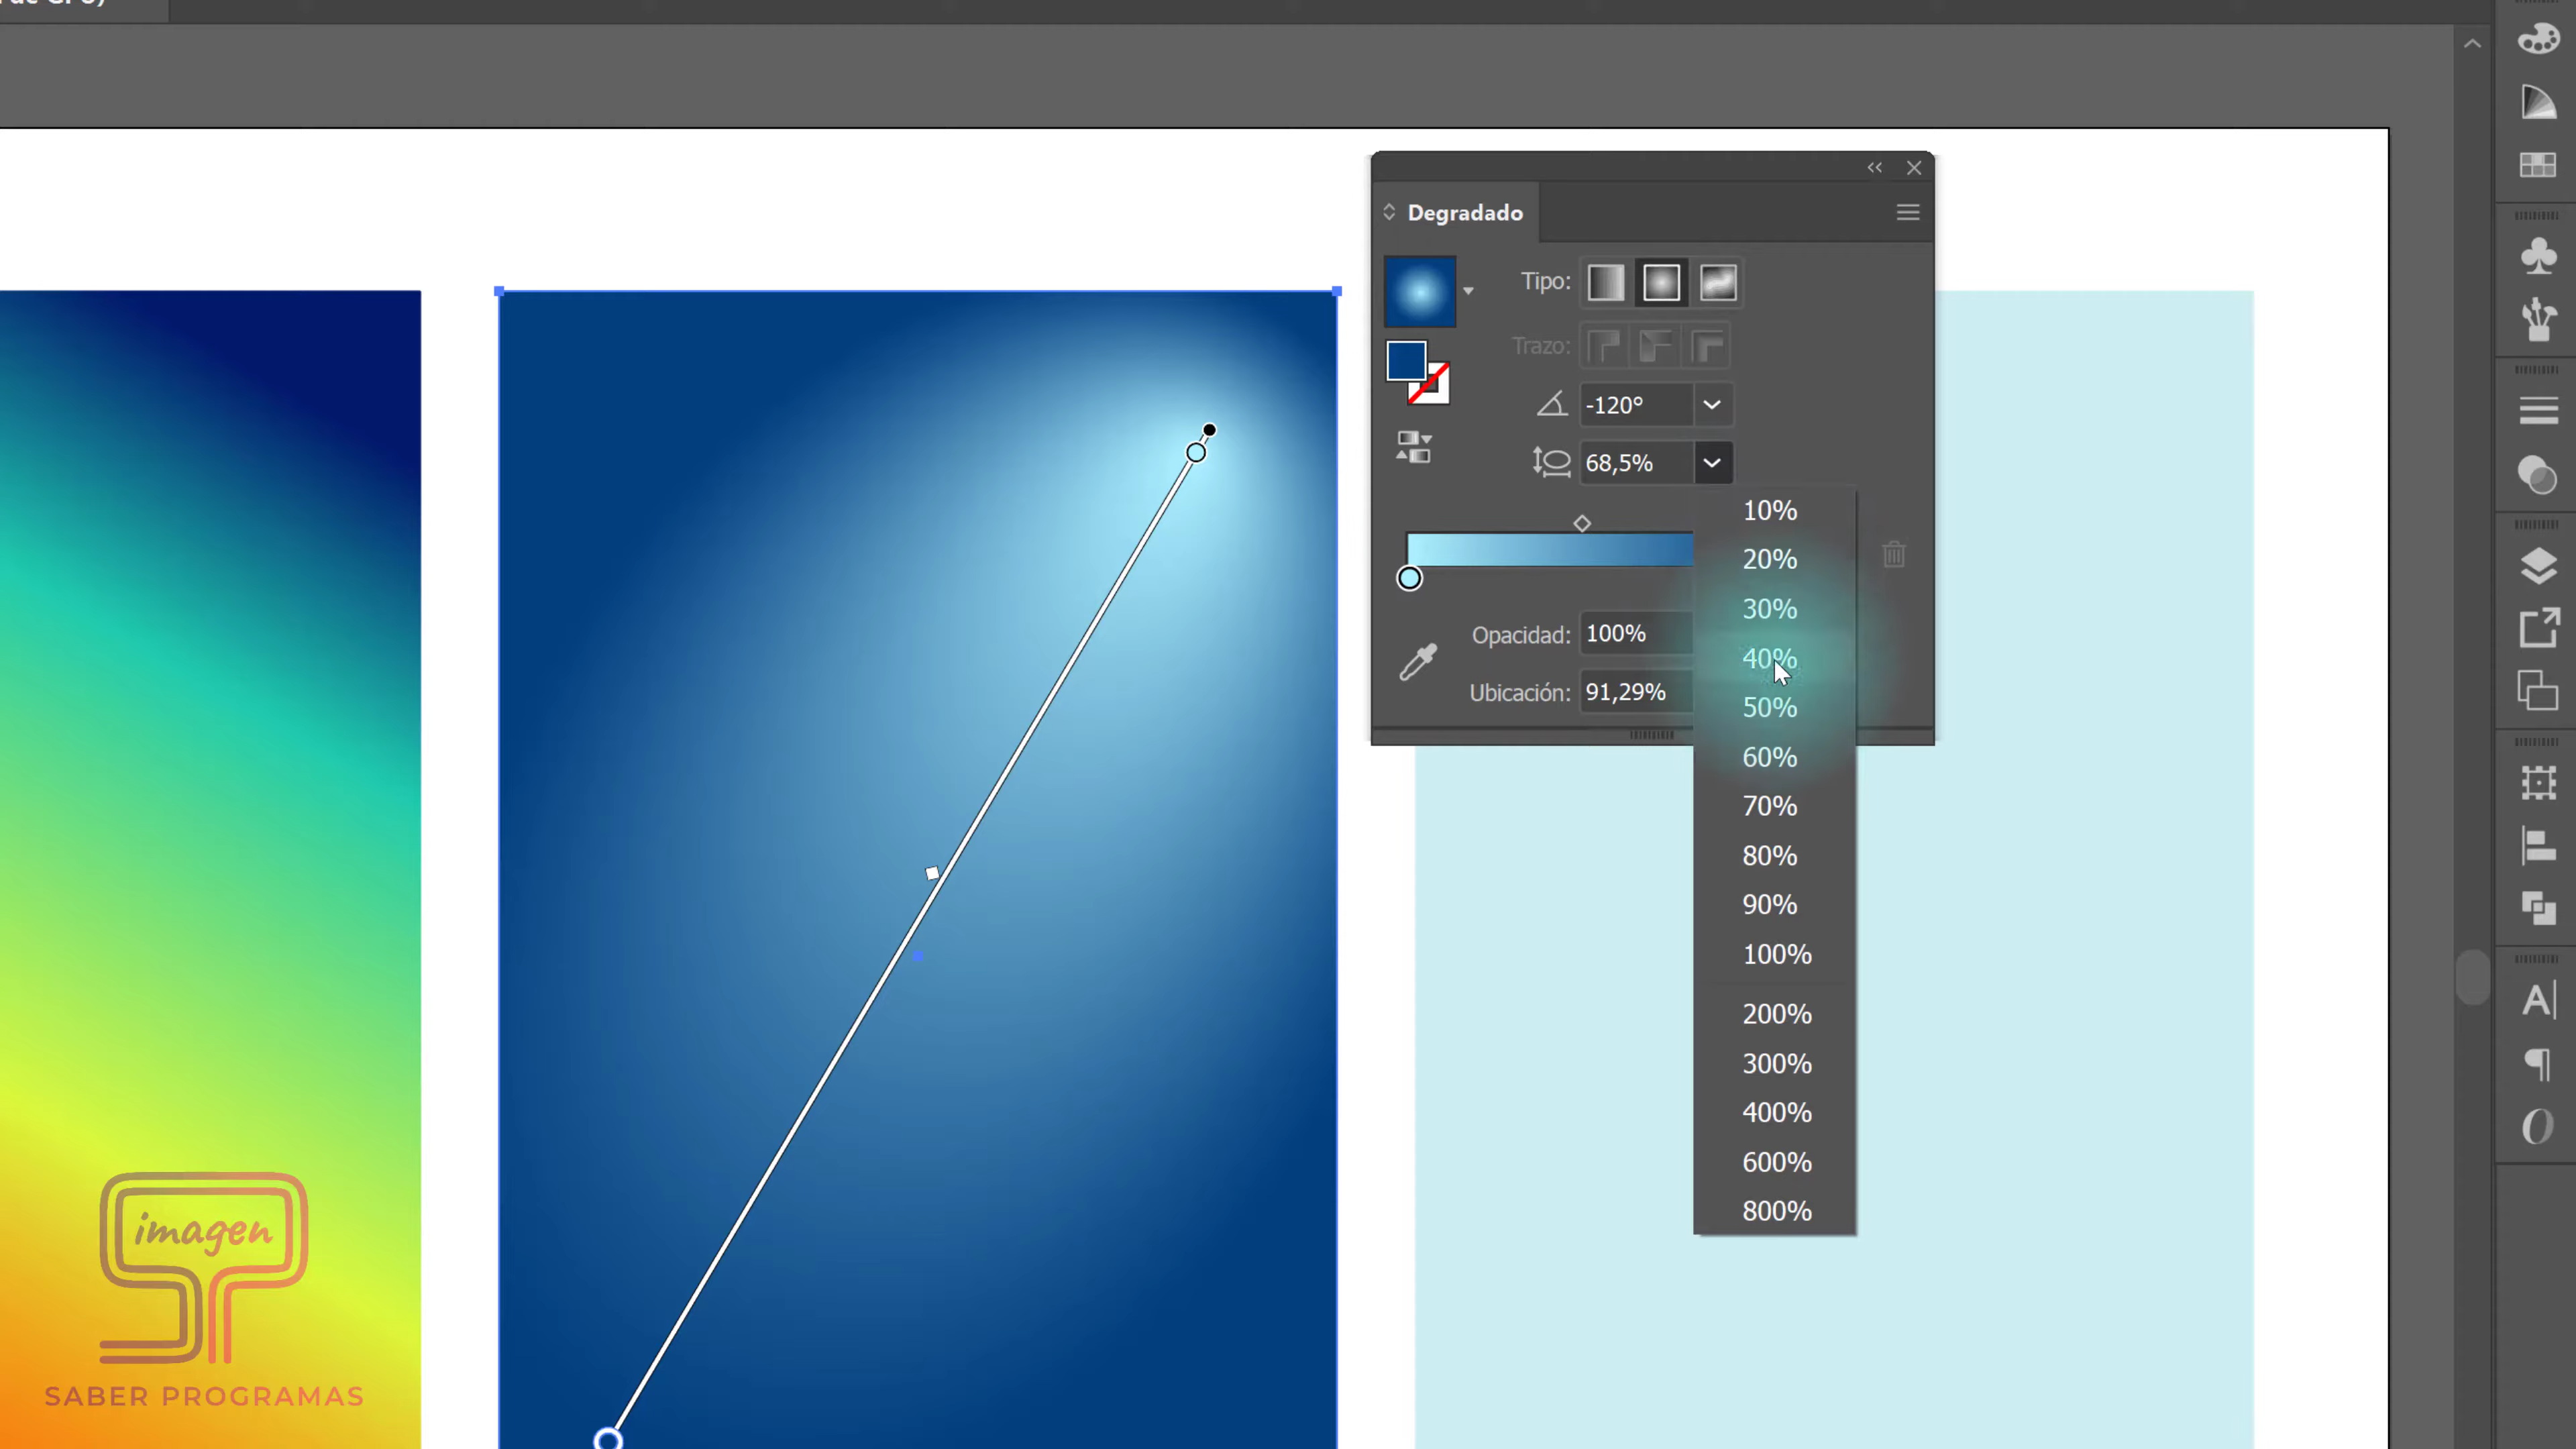 Degradado
Tipo:
Trazo:
-120°
68,5%
Opacidad: 100%
Ubicación: 91,29%
10%
20%
30%
40%
50%
60%
70%
80%
90%
100%
200%
300%
400%
600%
800%
imagen
SABER PROGRAMAS